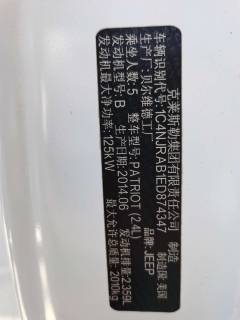 克莱斯勒集团有限责任公司 制造
车辆识别代号:1C4NJRAB1ED874347
生产厂:贝尔维德工厂 制造国:美国 品牌:JEEP
乘坐人数:5 整车型号:PATRIOT (2.4L)
发动机型号:B 生产日期:2014.06 发动机排量:2359L
发动机最大净功率:125kW 最大允许总质量:2010kg